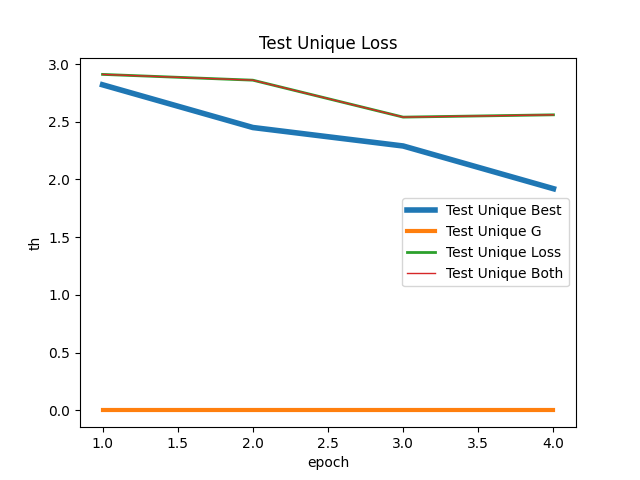 Test Unique Loss
3.0
2.5
2.0
1.5
1.0
0.5
0.0
th
Test Unique Best
Test Unique G
Test Unique Loss
Test Unique Both
1.0 1.5 2.0 2.5 3.0 3.5 4.0
epoch